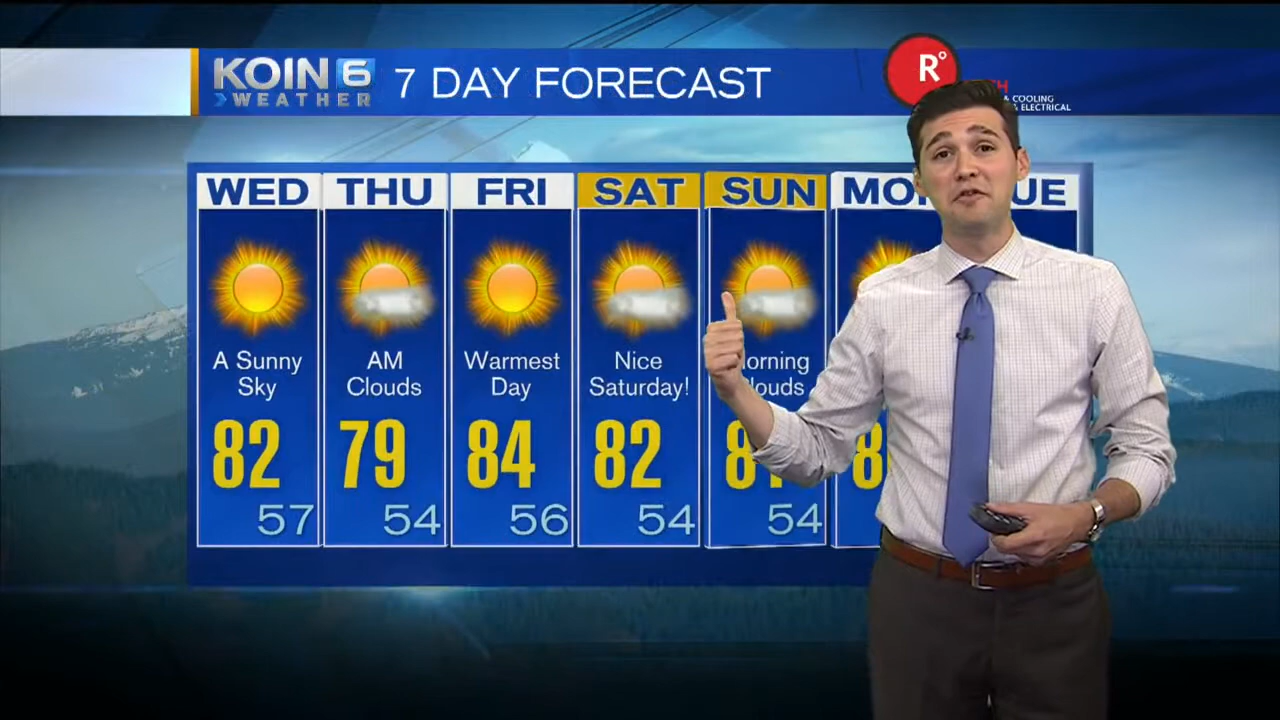 KOIN 6
WEATHER
7 DAY FORECAST
R°
& COOLING
& ELECTRICAL
WED
THU
FRI
SAT
SUN
A Sunny
Sky
AM
Clouds
Warmest
Day
Nice
Saturday!
82
79
84
82
57
54
56
54
54